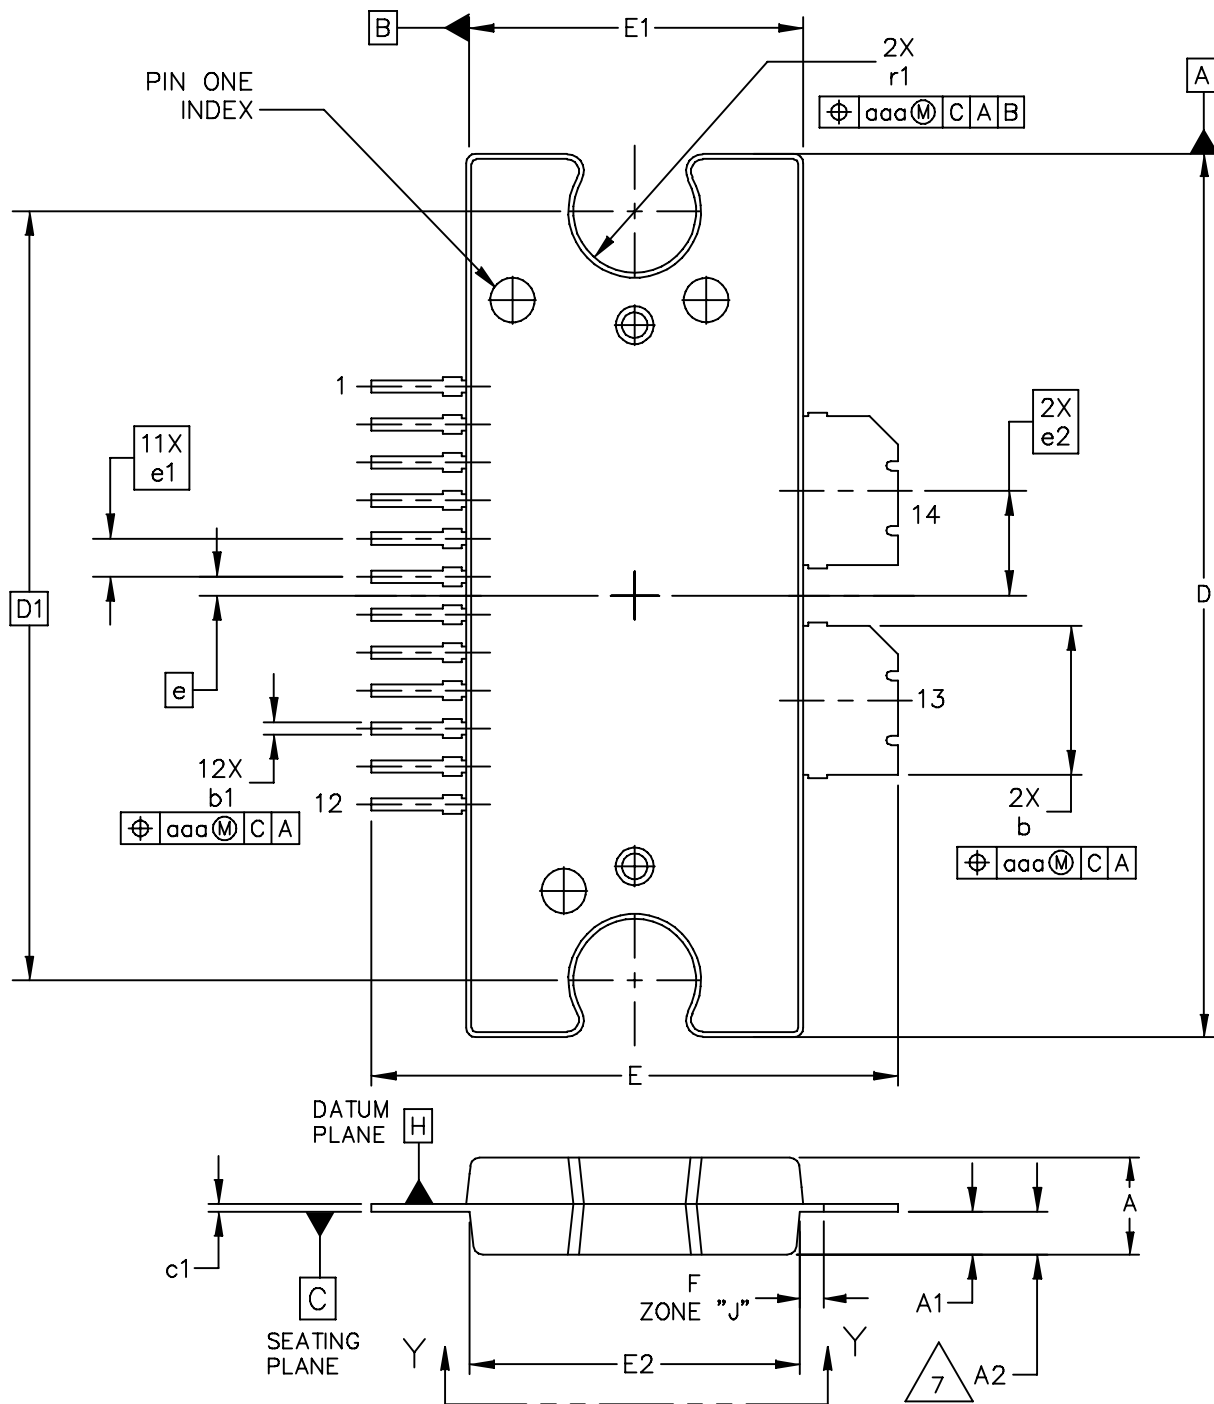 B
E1
2X
r1
⌖ aaa Ⓜ C A B
A
PIN ONE
INDEX
1
11X
e1
2X
e2
14
D1
D
e
13
12X
b1
⌖ aaa Ⓜ C A
12
2X
b
⌖ aaa Ⓜ C A
E
DATUM
PLANE
H
A
c1
C
SEATING
PLANE
F
ZONE "J"
A1
Y
Y
E2
7
A2